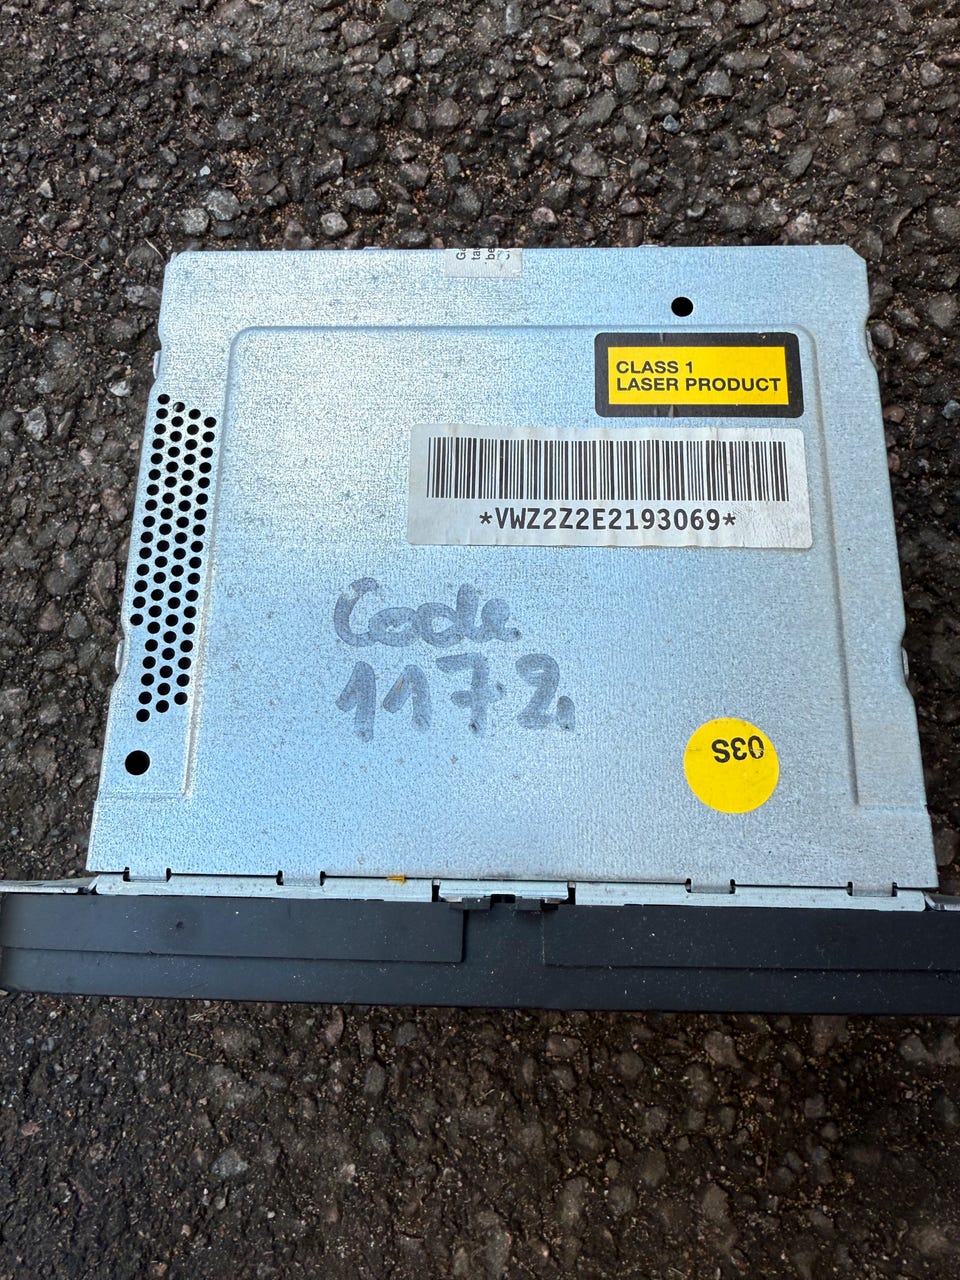 CLASS 1
LASER PRODUCT
*VWZ2Z2E2193069*
Code
1172
03S